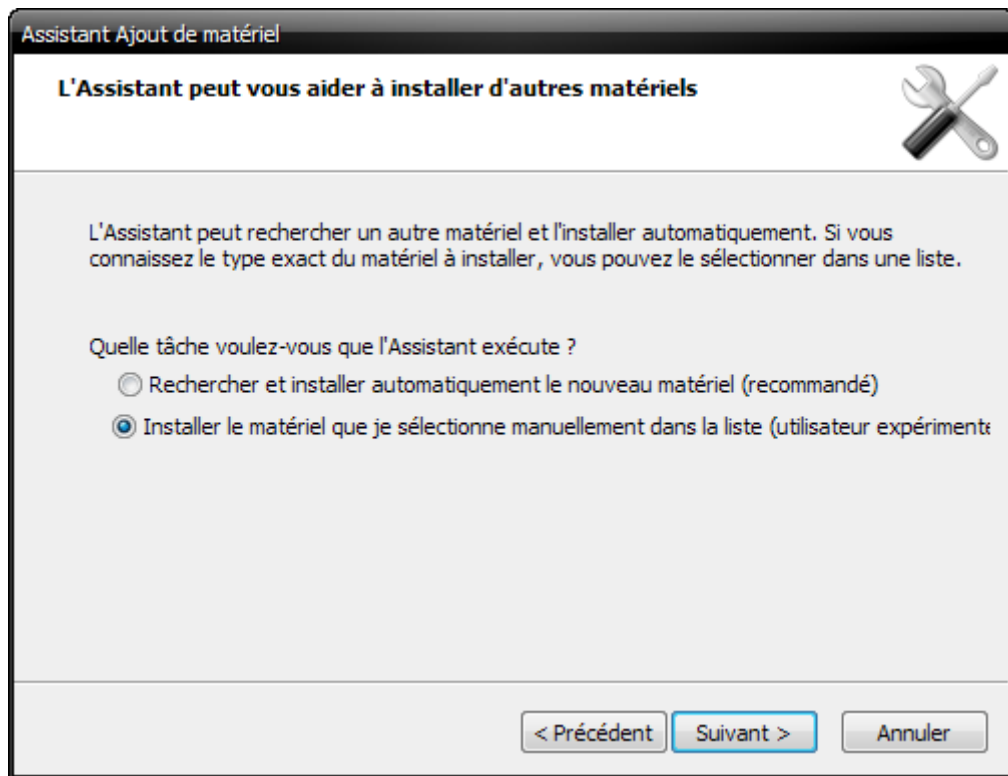 Assistant Ajout de matériel
L'Assistant peut vous aider à installer d'autres matériels
L'Assistant peut rechercher un autre matériel et l'installer automatiquement. Si vous
connaissez le type exact du matériel à installer, vous pouvez le sélectionner dans une liste.
Quelle tâche voulez-vous que l'Assistant exécute ?
Rechercher et installer automatiquement le nouveau matériel (recommandé)
Installer le matériel que je sélectionne manuellement dans la liste (utilisateur expérimente
< Précédent Suivant > Annuler